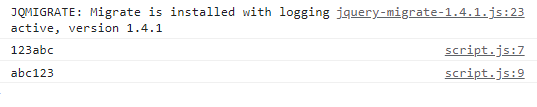 JQMIGRATE: Migrate is installed with logging jquery-migrate-1.4.1.js:23
active, version 1.4.1
123abc script.js:7
abc123 script.js:9